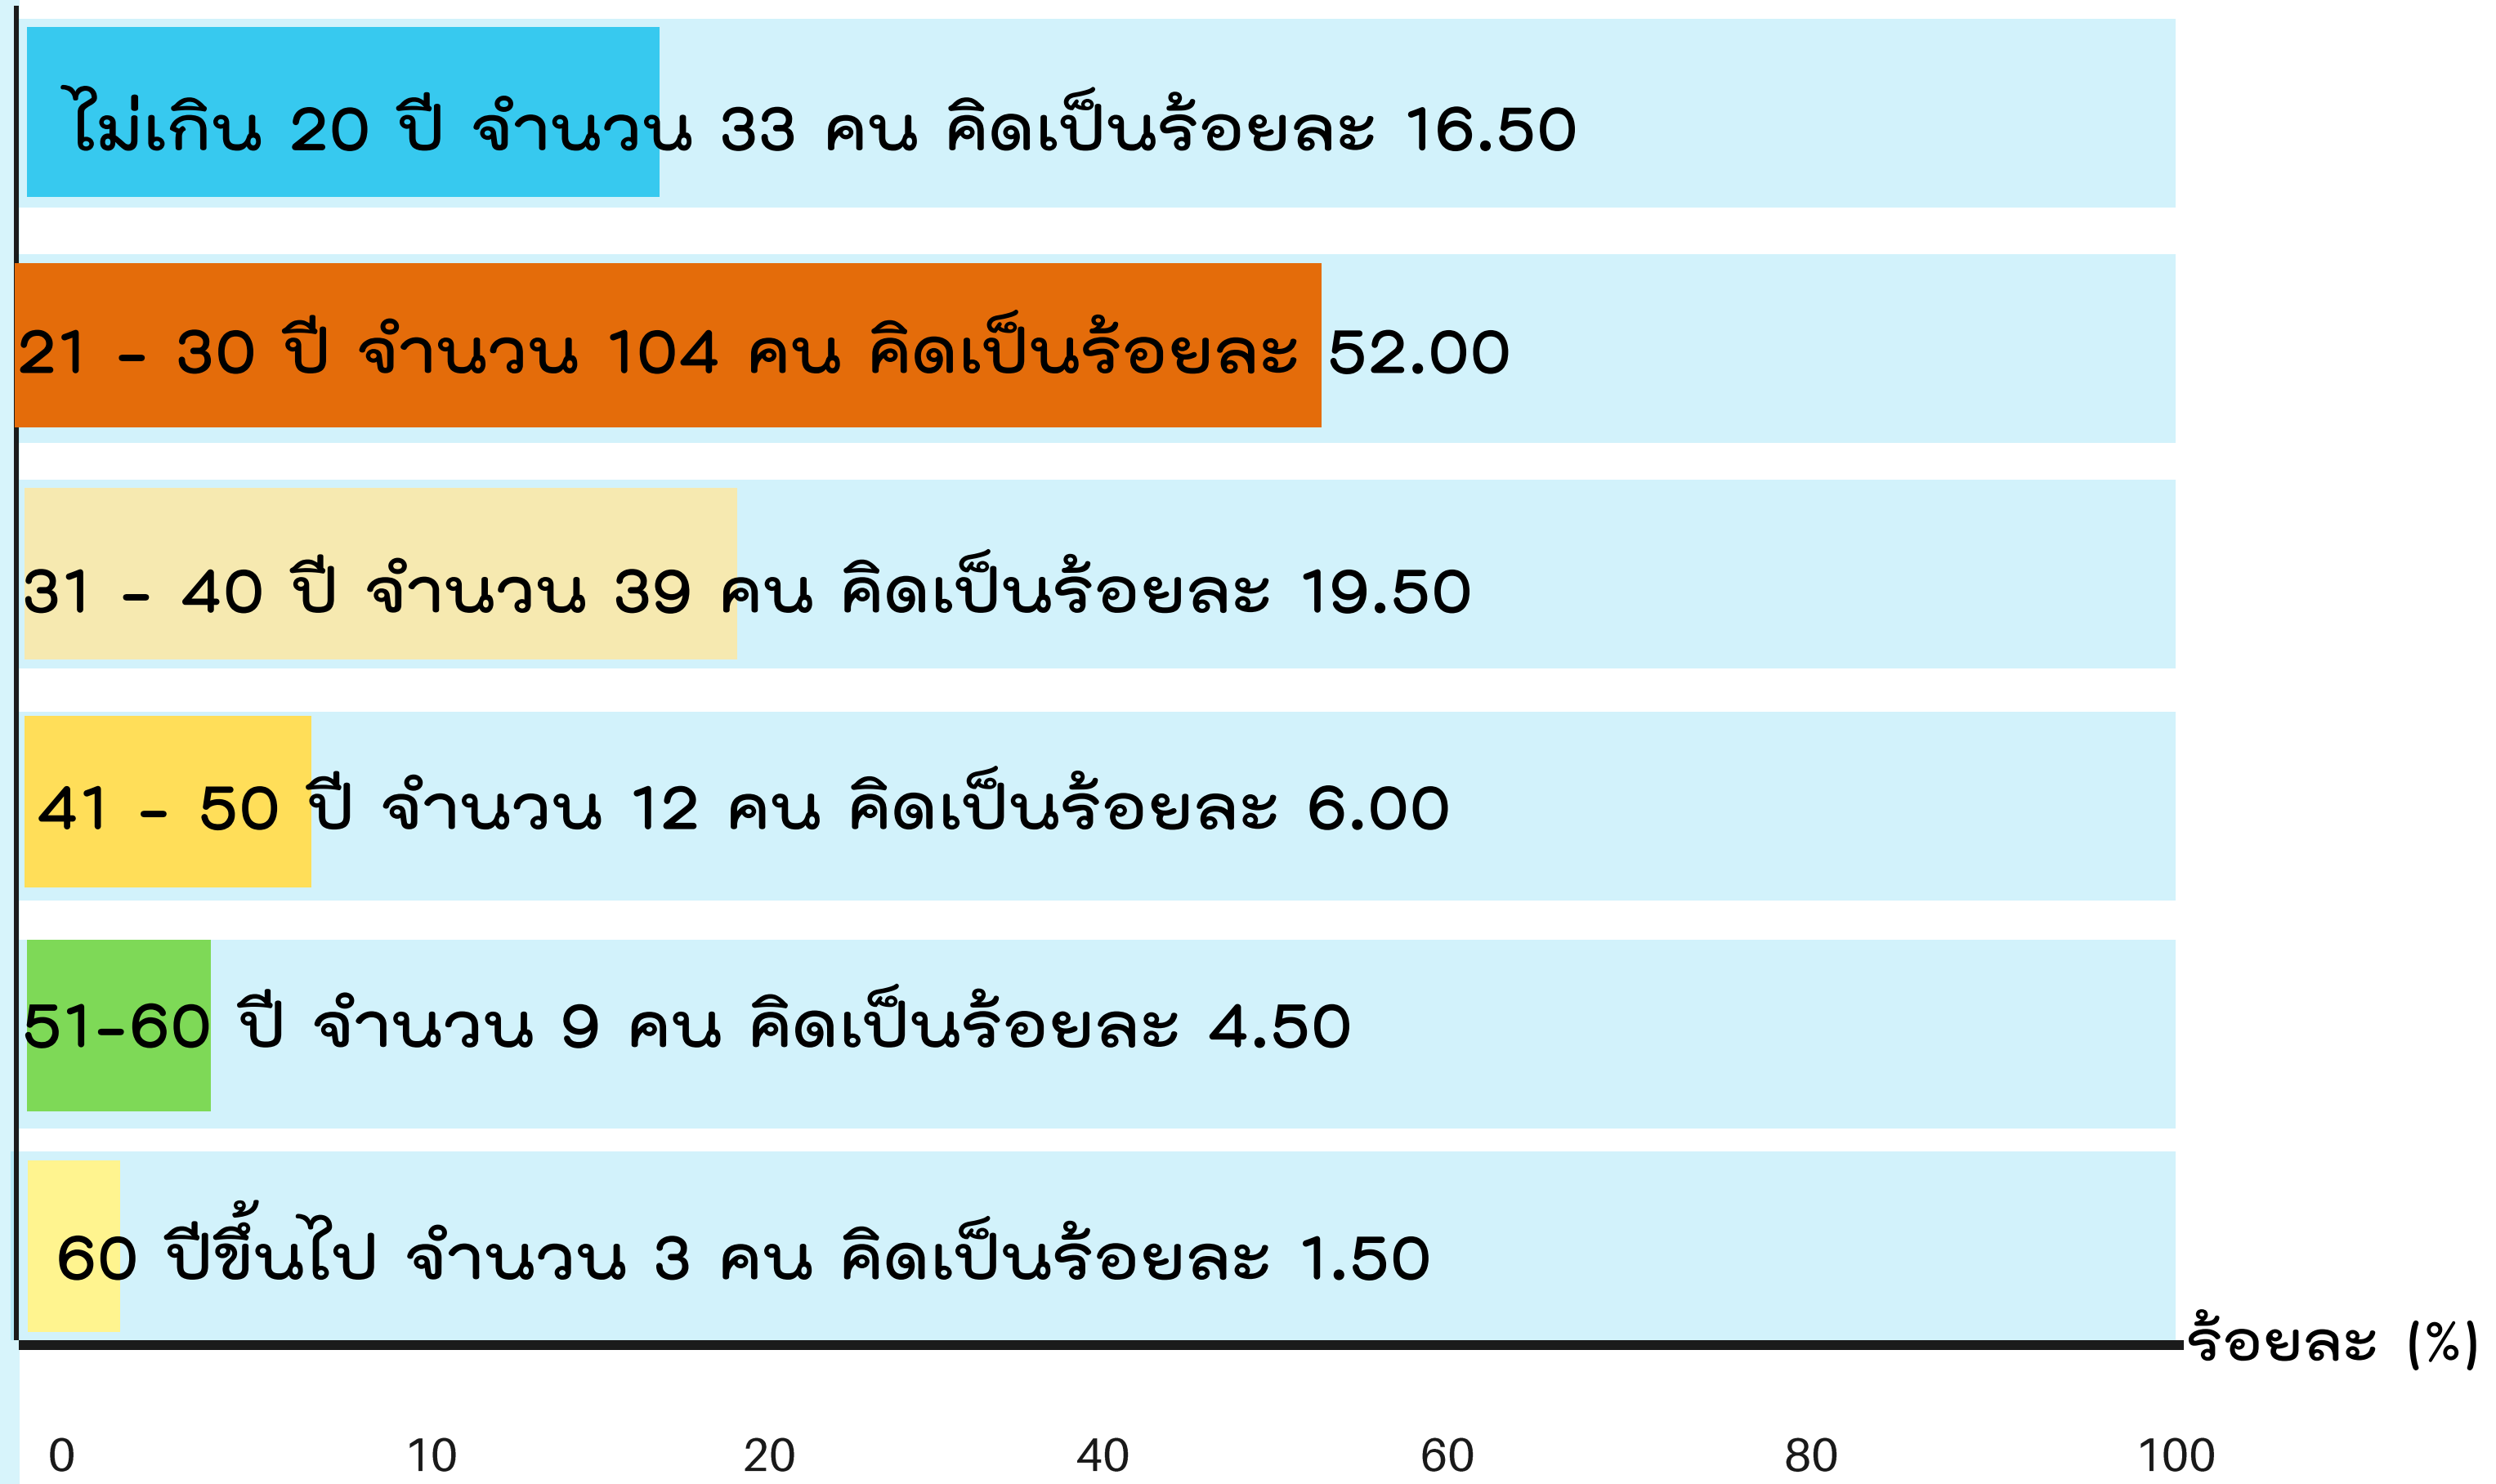 ไม่เกิน 20 ปี จำนวน 33 คน คิดเป็นร้อยละ 16.50
21 - 30 ปี จำนวน 104 คน คิดเป็นร้อยละ 52.00
31 - 40 ปี จำนวน 39 คน คิดเป็นร้อยละ 19.50
41 - 50 ปี จำนวน 12 คน คิดเป็นร้อยละ 6.00
51-60 ปี จำนวน 9 คน คิดเป็นร้อยละ 4.50
60 ปีขึ้นไป จำนวน 3 คน คิดเป็นร้อยละ 1.50
ร้อยละ (%)
0 10 20 40 60 80 100